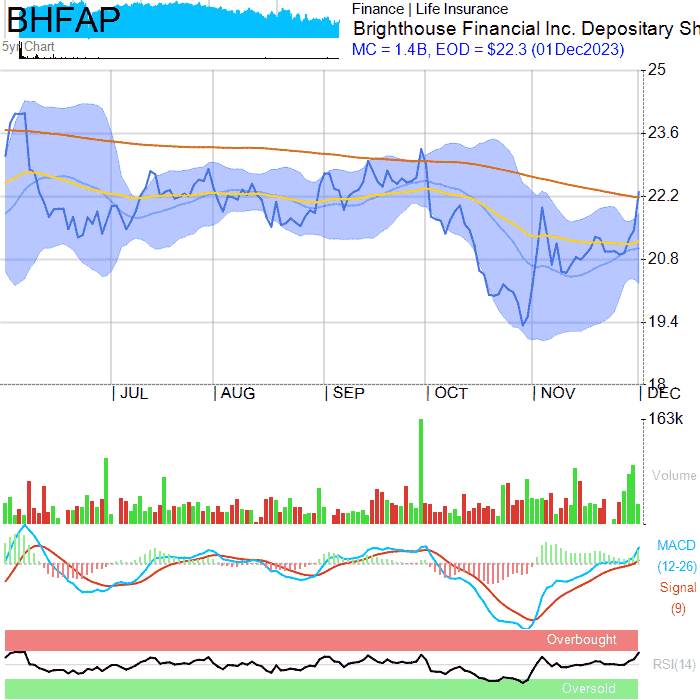 BHFAP
5yr Chart
Finance | Life Insurance
Brighthouse Financial Inc. Depositary Sh
MC = 1.4B, EOD = $22.3 (01Dec2023)
25
23.6
22.2
20.8
19.4
18
JUL AUG SEP OCT NOV DEC
163k
Volume
MACD
(12-26)
Signal
(9)
Overbought
RSI(14)
Oversold